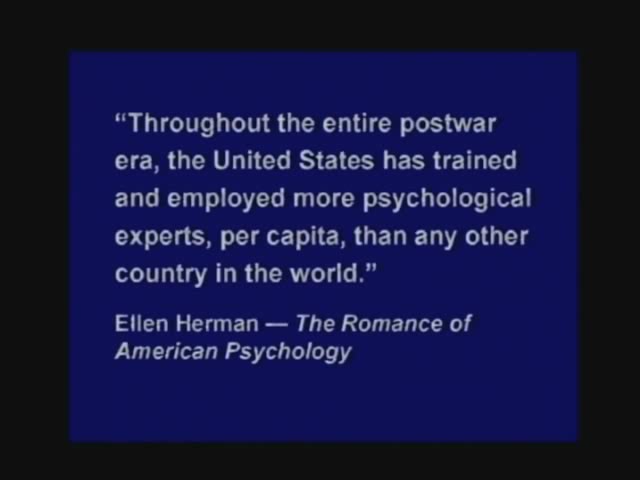 “Throughout the entire postwar
era, the United States has trained
and employed more psychological
experts, per capita, than any other
country in the world.”
Ellen Herman — The Romance of
American Psychology